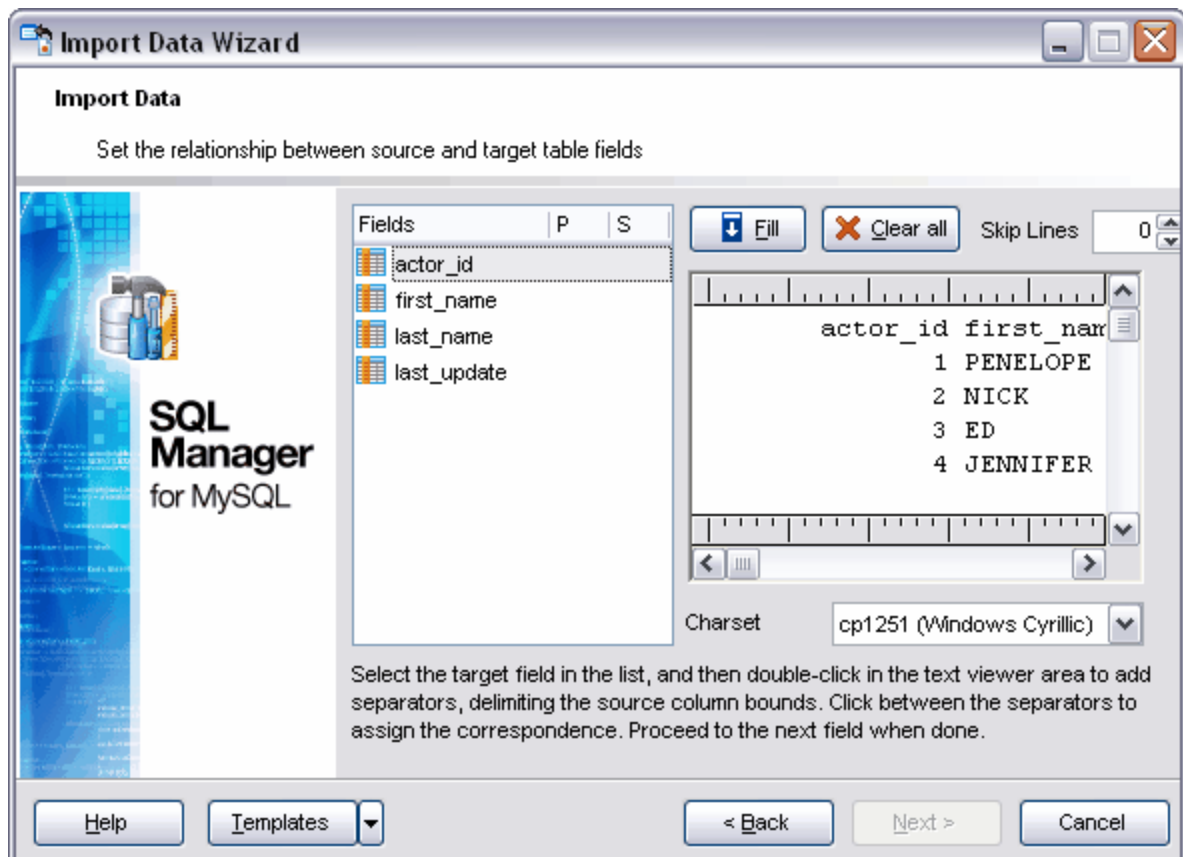 Import Data Wizard
Import Data
Set the relationship between source and target table fields
SQL
Manager
for MySQL
Fields P S
actor_id
first_name
last_name
last_update
Fill Clear all Skip Lines 0
actor_id first_nam
1 PENELOPE
2 NICK
3 ED
4 JENNIFER
Charset cp1251 (Windows Cyrillic)
Select the target field in the list, and then double-click in the text viewer area to add
separators, delimiting the source column bounds. Click between the separators to
assign the correspondence. Proceed to the next field when done.
Help Templates < Back Next > Cancel